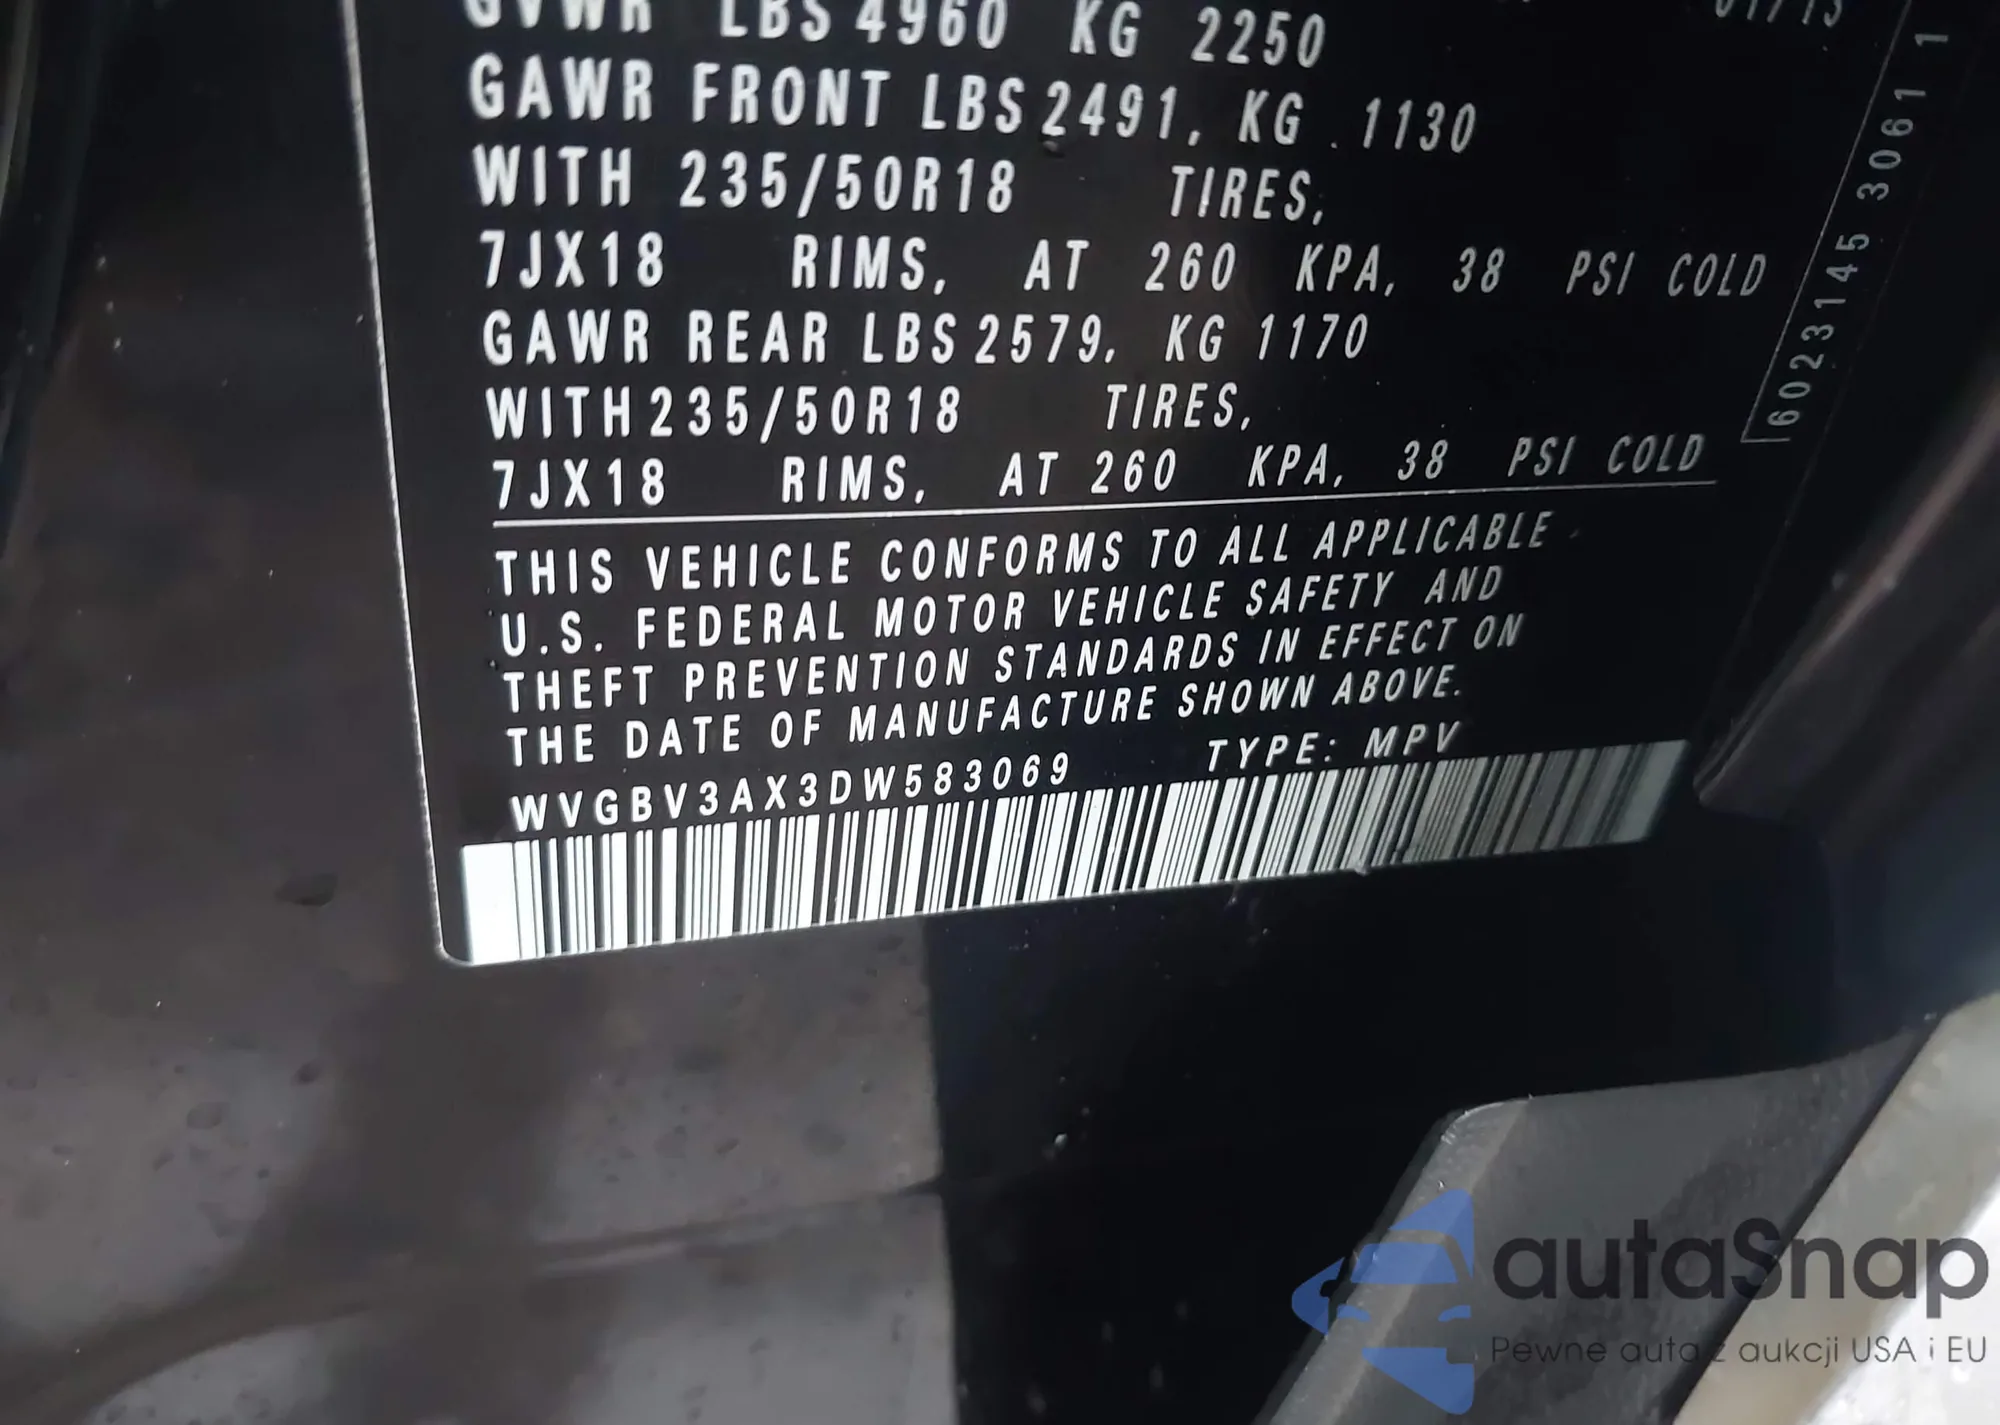 GVWR LBS 4960 KG 2250
01/13
GAWR FRONT LBS 2491, KG . 1130
WITH 235/50R18 TIRES,
7JX18 RIMS, AT 260 KPA, 38 PSI COLD
GAWR REAR LBS 2579, KG 1170
WITH 235/50R18 TIRES,
7JX18 RIMS, AT 260 KPA, 38 PSI COLD
6023145 3061 1
THIS VEHICLE CONFORMS TO ALL APPLICABLE
U.S. FEDERAL MOTOR VEHICLE SAFETY AND
THEFT PREVENTION STANDARDS IN EFFECT ON
THE DATE OF MANUFACTURE SHOWN ABOVE.
WVGBV3AX3DW583069 TYPE: MPV
autaSnap
Pewne auta z aukcji USA i EU